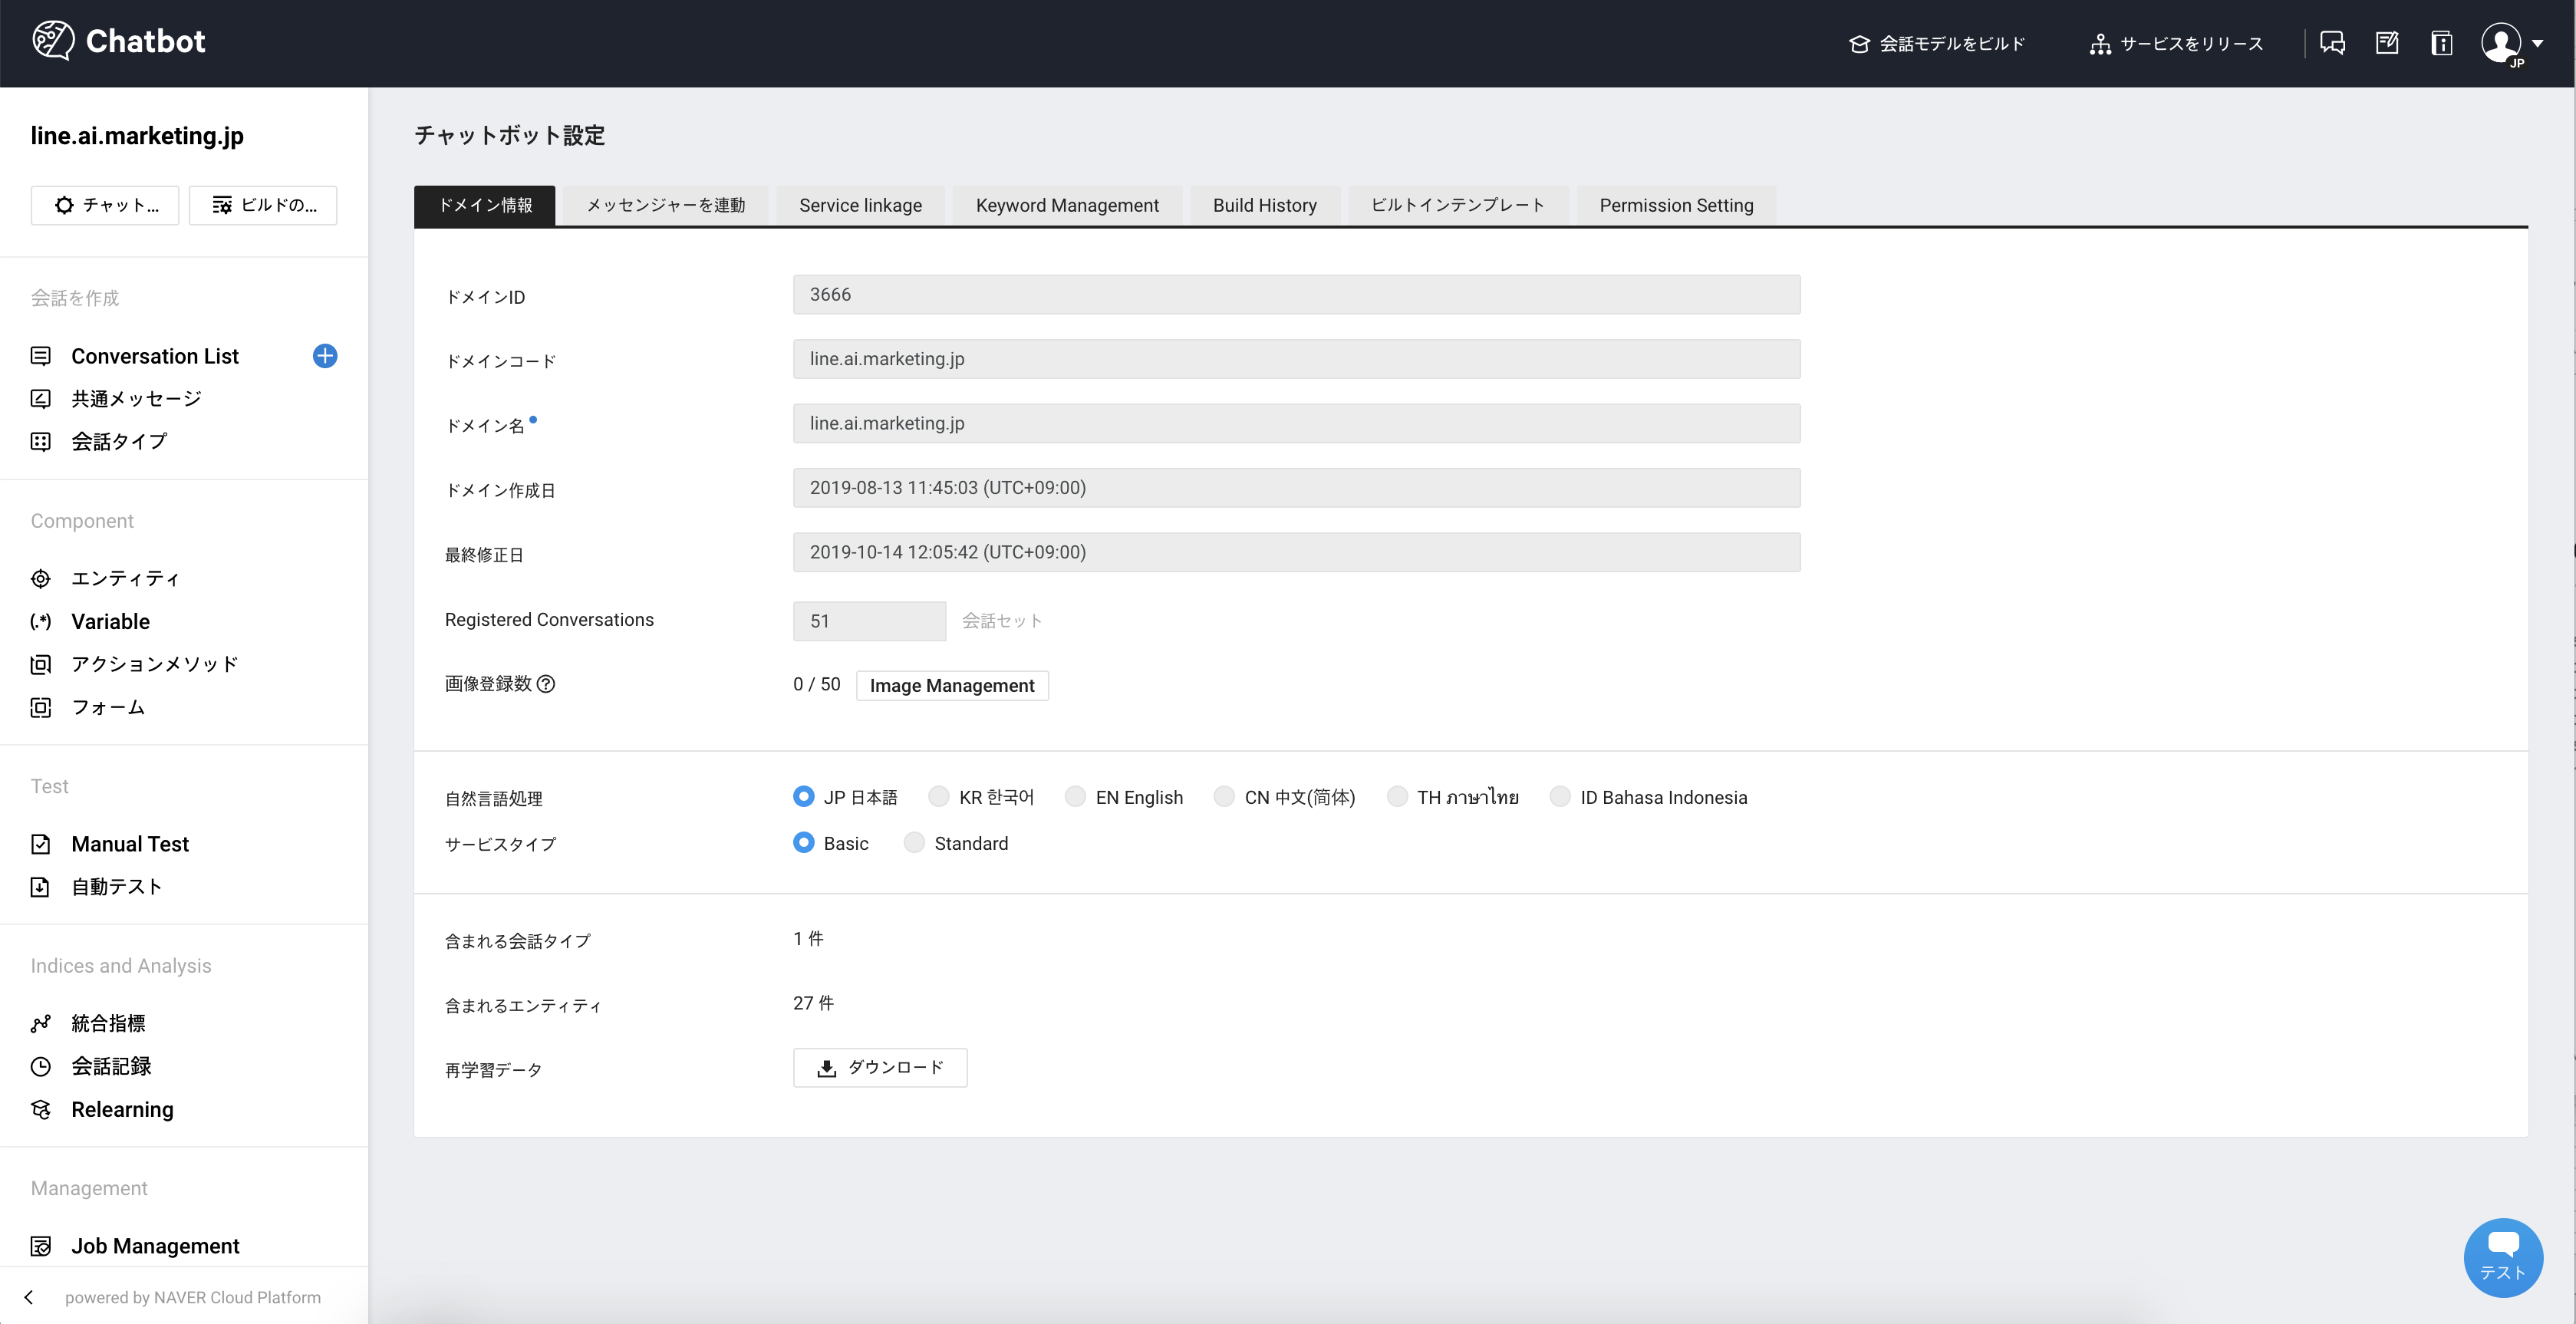 Chatbot
会話モデルをビルド
サービスをリリース
JP
line.ai.marketing.jp
チャット...
ビルドの...
会話を作成
Conversation List
共通メッセージ
会話タイプ
Component
エンティティ
Variable
アクションメソッド
フォーム
Test
Manual Test
自動テスト
Indices and Analysis
統合指標
会話記録
Relearning
Management
Job Management
powered by NAVER Cloud Platform
チャットボット設定
ドメイン情報
メッセンジャーを連動
Service linkage
Keyword Management
Build History
ビルトインテンプレート
Permission Setting
ドメインID
3666
ドメインコード
line.ai.marketing.jp
ドメイン名
line.ai.marketing.jp
ドメイン作成日
2019-08-13 11:45:03 (UTC+09:00)
最終修正日
2019-10-14 12:05:42 (UTC+09:00)
Registered Conversations
51
会話セット
画像登録数
0 / 50
Image Management
自然言語処理
JP 日本語
KR 한국어
EN English
CN 中文(简体)
TH ภาษาไทย
ID Bahasa Indonesia
サービスタイプ
Basic
Standard
含まれる会話タイプ
1 件
含まれるエンティティ
27 件
再学習データ
ダウンロード
テスト